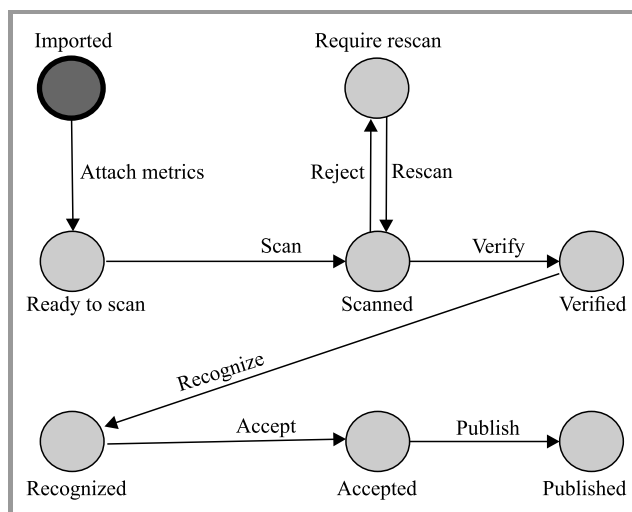 Imported
Require rescan
Attach metrics
Reject
Rescan
Scan
Verify
Ready to scan
Scanned
Verified
Recognize
Accept
Publish
Recognized
Accepted
Published